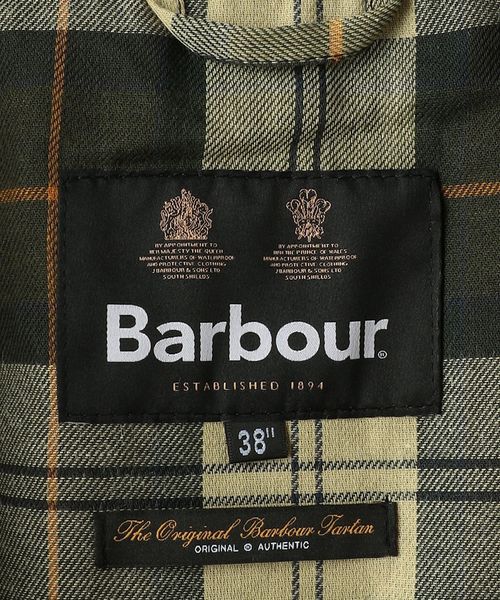 BY APPOINTMENT TO
HER MAJESTY THE QUEEN
MANUFACTURERS OF WATERPROOF
AND PROTECTIVE CLOTHING
J BARBOUR & SONS LTD
SOUTH SHIELDS
BY APPOINTMENT TO
HRH THE PRINCE OF WALES
MANUFACTURERS OF WATERPROOF
AND PROTECTIVE CLOTHING
J BARBOUR & SONS LTD
SOUTH SHIELDS
Barbour®
ESTABLISHED 1894
38"
The Original Barbour Tartan
ORIGINAL © AUTHENTIC